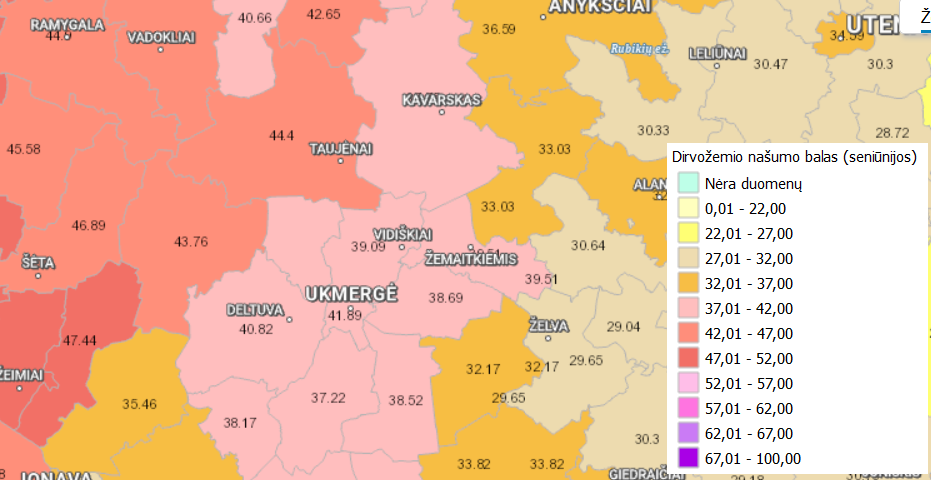 ANYKŠČIAI
40.66
42.65
RAMYGALA
36.59
UTEN
Ž
VADOKLIAI
Rubikių ež.
LELIŪNAI
30.47
30.3
KAVARSKAS
30.33
28.72
44.4
45.58
TAUJĖNAI
33.03
Dirvožemio našumo balas (seniūnijos)
Nėra duomenų
0,01 - 22,00
22,01 - 27,00
27,01 - 32,00
32,01 - 37,00
37,01 - 42,00
42,01 - 47,00
47,01 - 52,00
52,01 - 57,00
57,01 - 62,00
62,01 - 67,00
67,01 - 100,00
ALAN
33.03
46.89
43.76
VIDIŠKIAI
39.09
30.64
ŽEMAITKIEMIS
ŠĖTA
39.51
UKMERGĖ
38.69
DELTUVA
40.82
41.89
ŽELVA
29.04
47.44
29.65
32.17
32.17
ŽEIMIAI
35.46
37.22
38.52
29.65
38.17
30.3
33.82
33.82
JONAVA
GIEDRAIČIAI
29.18